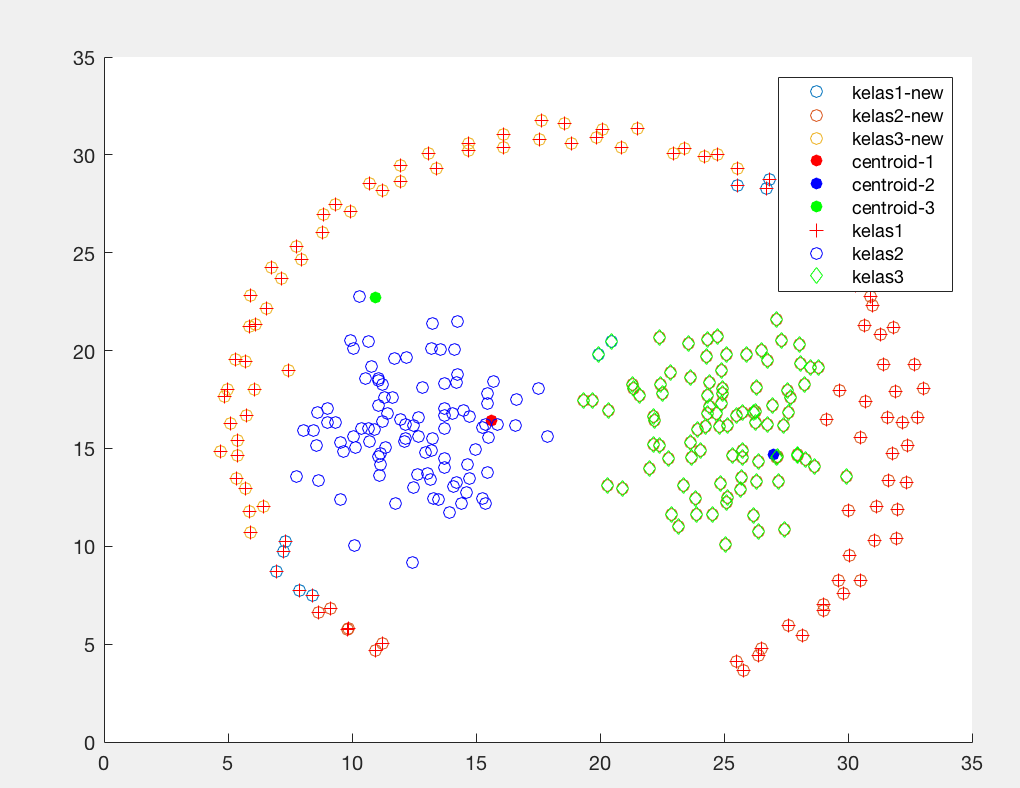 35
30
25
20
15
10
5
0
kelas1-new
kelas2-new
kelas3-new
centroid-1
centroid-2
centroid-3
kelas1
kelas2
kelas3
0 5 10 15 20 25 30 35